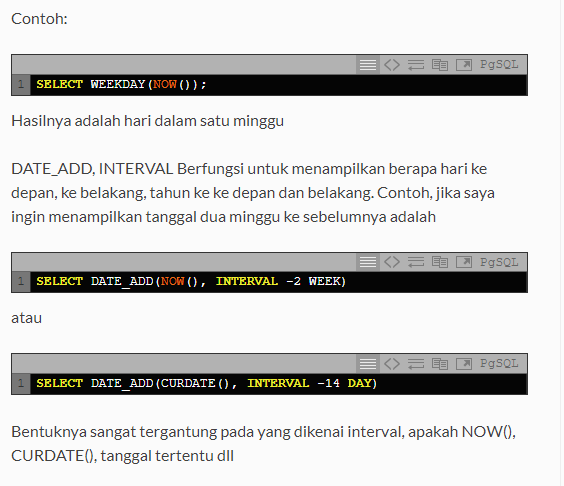 Contoh:
PgSQL
1 SELECT WEEKDAY(NOW());
Hasilnya adalah hari dalam satu minggu
DATE_ADD, INTERVAL Berfungsi untuk menampilkan berapa hari ke
depan, ke belakang, tahun ke ke depan dan belakang. Contoh, jika saya
ingin menampilkan tanggal dua minggu ke sebelumnya adalah
PgSQL
1 SELECT DATE_ADD(NOW(), INTERVAL -2 WEEK)
atau
PgSQL
1 SELECT DATE_ADD(CURDATE(), INTERVAL -14 DAY)
Bentuknya sangat tergantung pada yang dikenai interval, apakah NOW(),
CURDATE(), tanggal tertentu dll